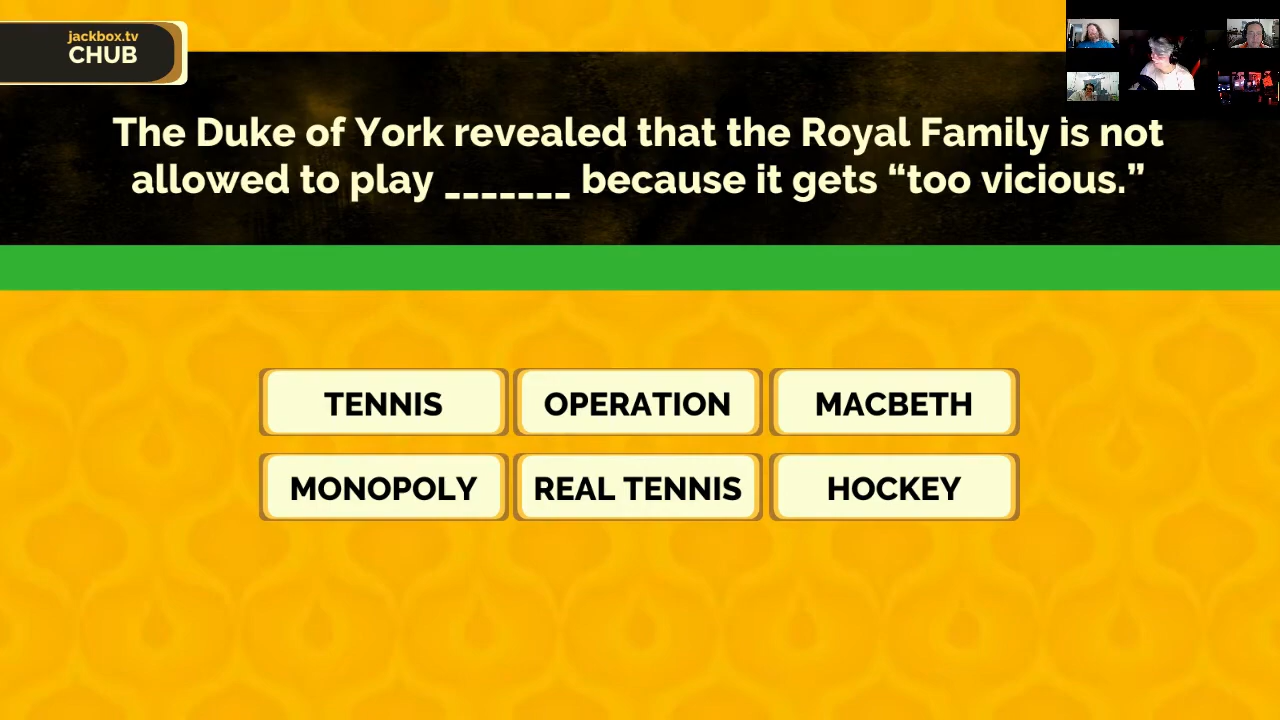 jackbox.tv
CHUB
The Duke of York revealed that the Royal Family is not
allowed to play _______ because it gets “too vicious.”
TENNIS
OPERATION
MACBETH
MONOPOLY
REAL TENNIS
HOCKEY